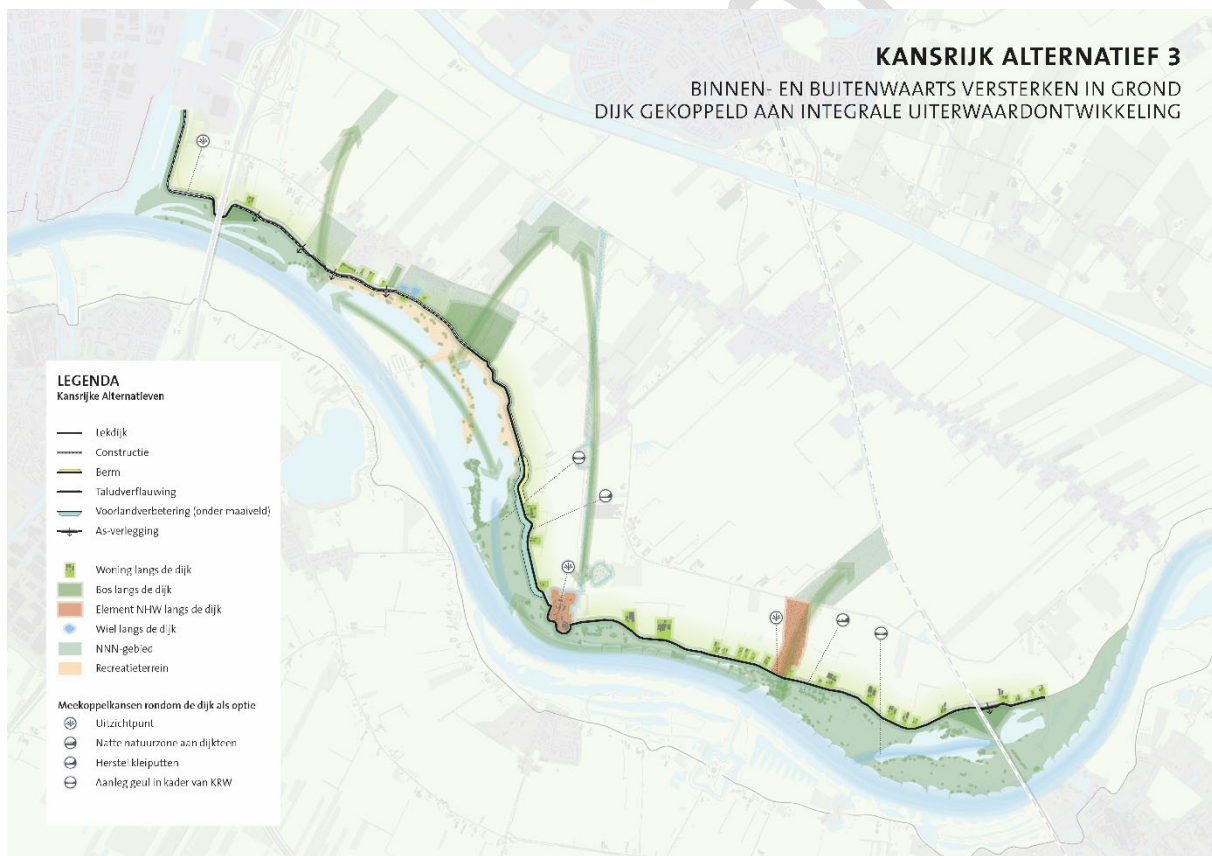 KANSRIJK ALTERNATIEF 3
BINNEN- EN BUITENWAARTS VERSTERKEN IN GROND
DIJK GEKOPPELD AAN INTEGRALE UITERWAARDONTWIKKELING
LEGENDA
Kansrijke Alternatieven
Lekdijk
Constructie
Berm
Taludverflauwing
Voorlandverbetering (onder maaiveld)
As-verlegging
Woning langs de dijk
Bos langs de dijk
Element NHW langs de dijk
Wiel langs de dijk
NNN-gebied
Recreatieterrein
Meekoppelkansen rondom de dijk als optie
Uitzichtpunt
Natte natuurzone aan dijkteen
Herstel kleiputten
Aanleg geul in kader van KRW